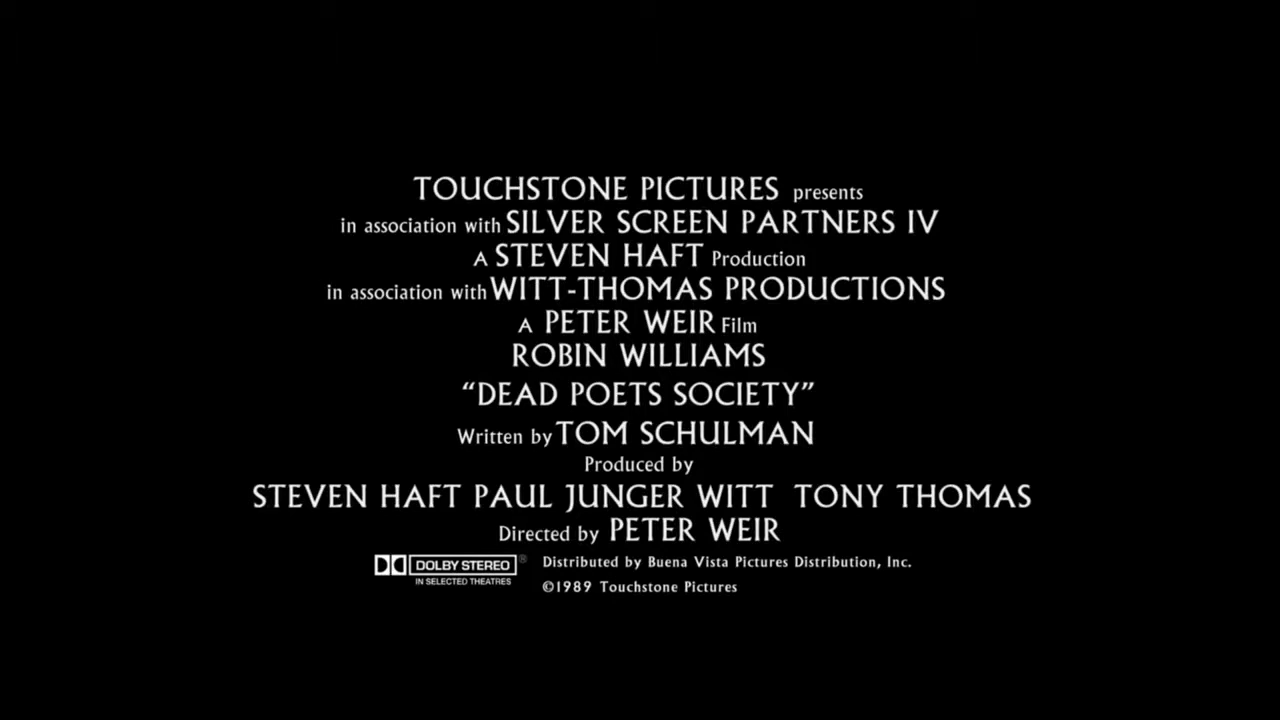 TOUCHSTONE PICTURES presents
in association with SILVER SCREEN PARTNERS IV
A STEVEN HAFT Production
in association with WITT-THOMAS PRODUCTIONS
A PETER WEIR Film
ROBIN WILLIAMS
“DEAD POETS SOCIETY”
Written by TOM SCHULMAN
Produced by
STEVEN HAFT PAUL JUNGER WITT TONY THOMAS
Directed by PETER WEIR
DOLBY STEREO ® Distributed by Buena Vista Pictures Distribution, Inc.
IN SELECTED THEATRES
©1989 Touchstone Pictures